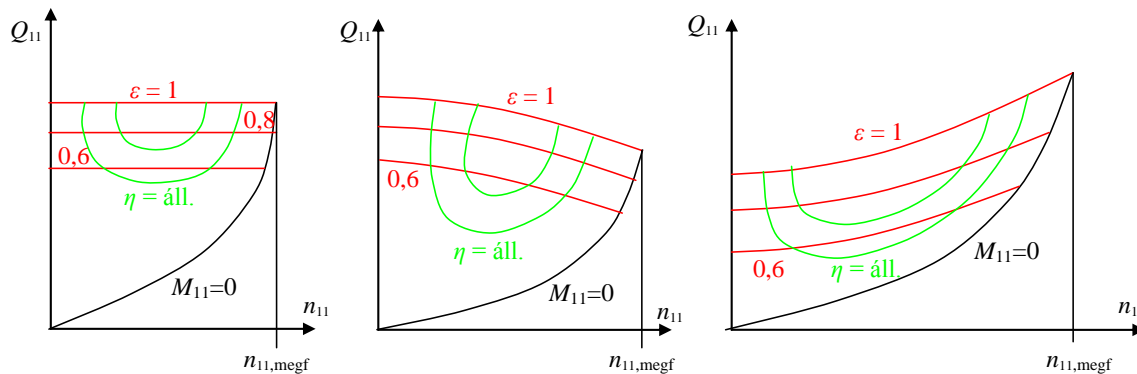 Q11
ε = 1
0,8
0,6
η = áll.
M11=0
n11
n11,megf
Q11
ε = 1
0,6
η = áll.
M11=0
n11
n11,megf
Q11
ε = 1
0,6
η = áll.
M11=0
n1
n11,megf